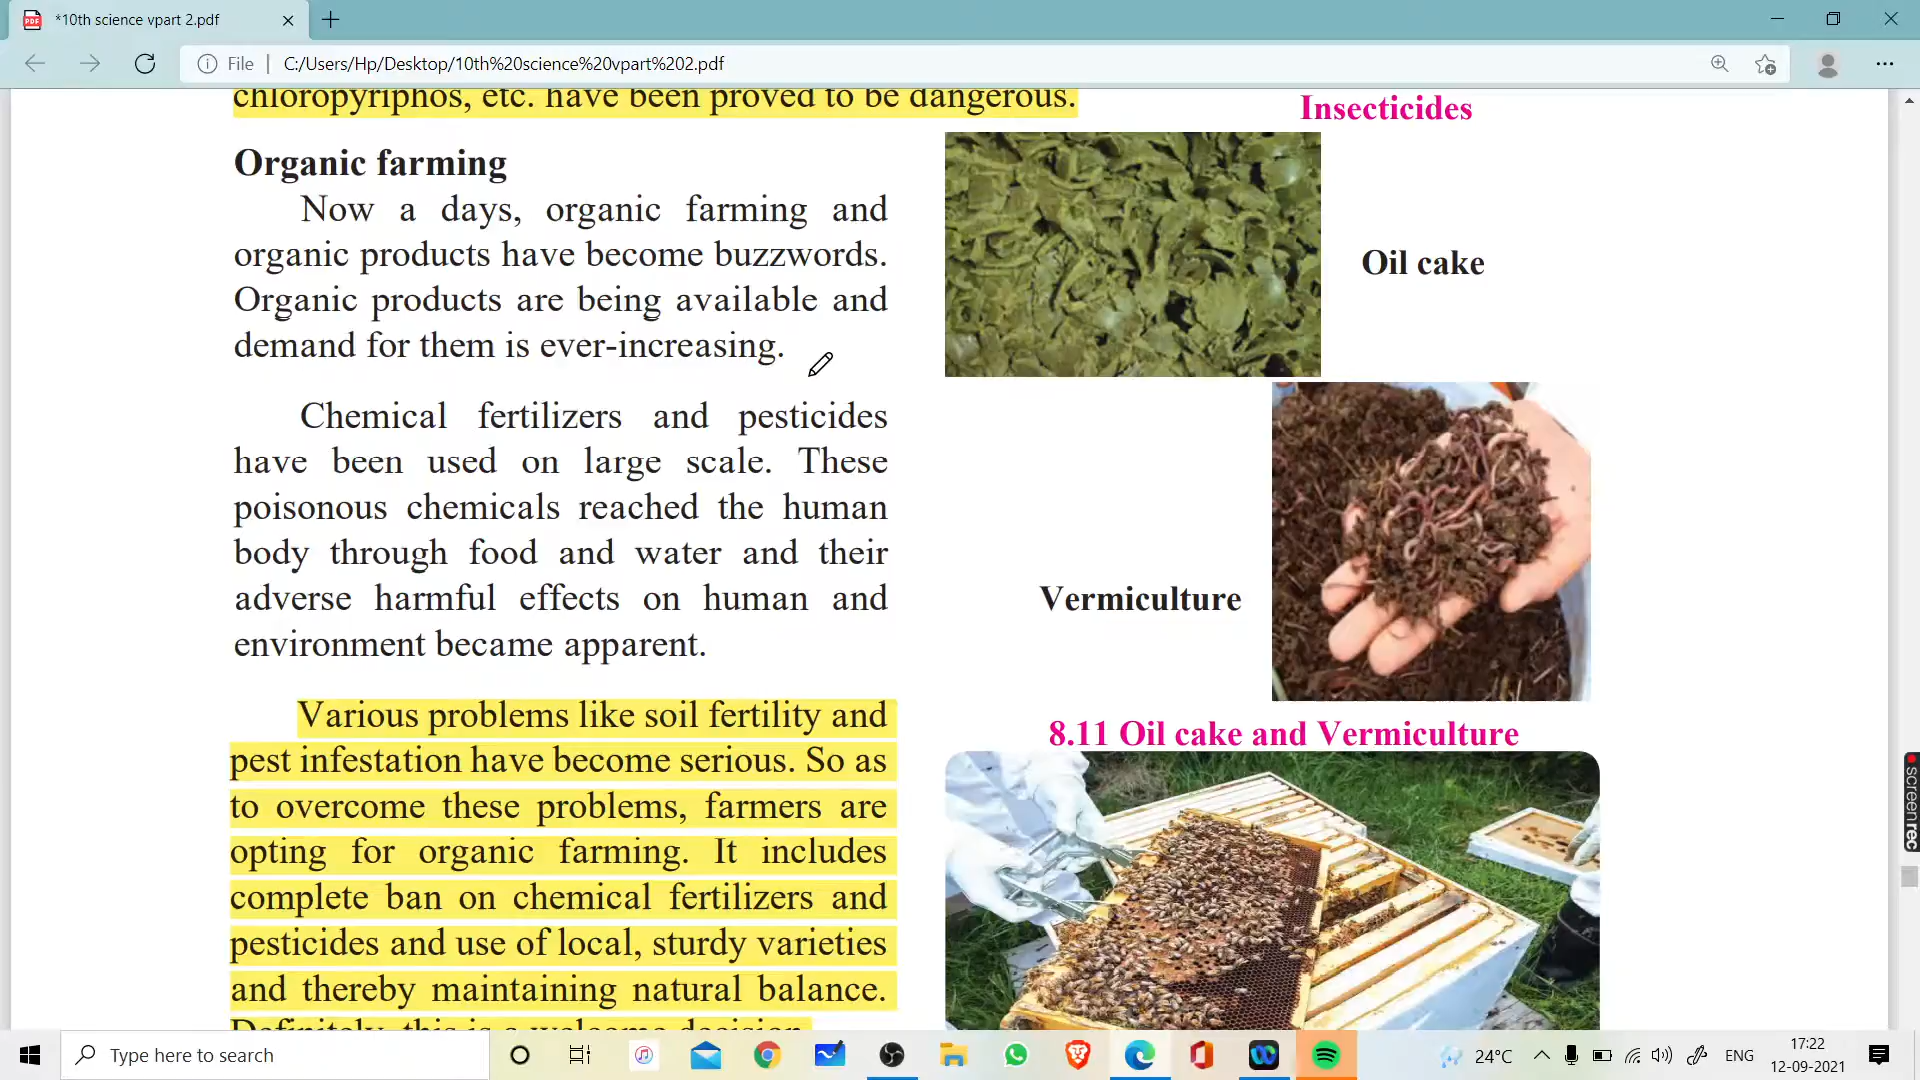 *10th science vpart 2.pdf
File
C:/Users/Hp/Desktop/10th%20science%20vpart%202.pdf
chloropyriphos, etc. have been proved to be dangerous.
Organic farming
Now a days, organic farming and
organic products have become buzzwords.
Organic products are being available and
demand for them is ever-increasing.
Chemical fertilizers and pesticides
have been used on large scale. These
poisonous chemicals reached the human
body through food and water and their
adverse harmful effects on human and
environment became apparent.
Various problems like soil fertility and
pest infestation have become serious. So as
to overcome these problems, farmers are
opting for organic farming. It includes
complete ban on chemical fertilizers and
pesticides and use of local, sturdy varieties
and thereby maintaining natural balance.
Definitely, this is a welcome decision.
Insecticides
Oil cake
Vermiculture
8.11 Oil cake and Vermiculture
screenrec
Type here to search
24°C
ENG
17:22
12-09-2021